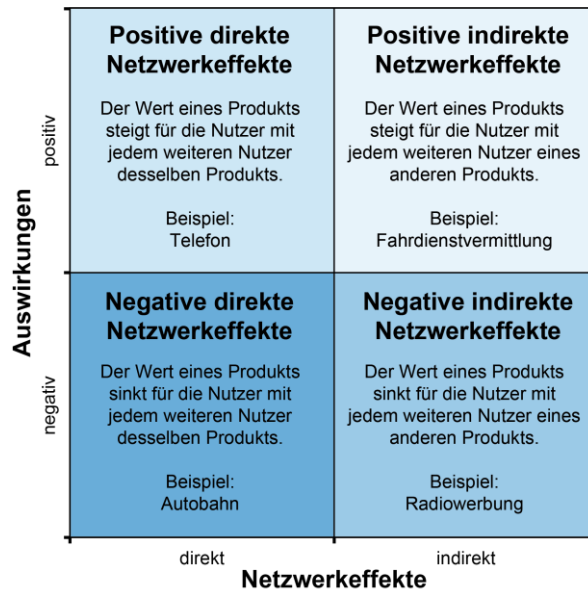 Positive direkte
Netzwerkeffekte
Der Wert eines Produkts
steigt für die Nutzer mit
jedem weiteren Nutzer
desselben Produkts.
Beispiel:
Telefon
Positive indirekte
Netzwerkeffekte
Der Wert eines Produkts
steigt für die Nutzer mit
jedem weiteren Nutzer eines
anderen Produkts.
Beispiel:
Fahrdienstvermittlung
Negative direkte
Netzwerkeffekte
Der Wert eines Produkts
sinkt für die Nutzer mit
jedem weiteren Nutzer
desselben Produkts.
Beispiel:
Autobahn
Negative indirekte
Netzwerkeffekte
Der Wert eines Produkts
sinkt für die Nutzer mit
jedem weiteren Nutzer eines
anderen Produkts.
Beispiel:
Radiowerbung
Auswirkungen
positiv
negativ
direkt
indirekt
Netzwerkeffekte